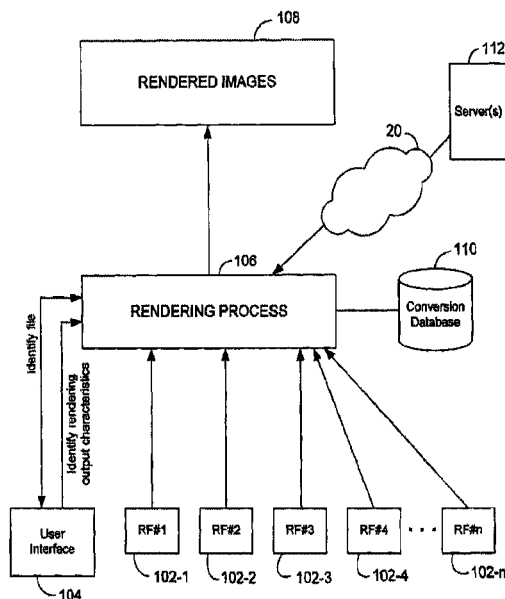 108
RENDERED IMAGES
112
Server(s)
20
106
RENDERING PROCESS
110
Conversion
Database
Identify file
Identify rendering
output characteristics
User
Interface
RF#1
RF#2
RF#3
RF#4
• • •
RF#n
104
102-1
102-2
102-3
102-4
102-n